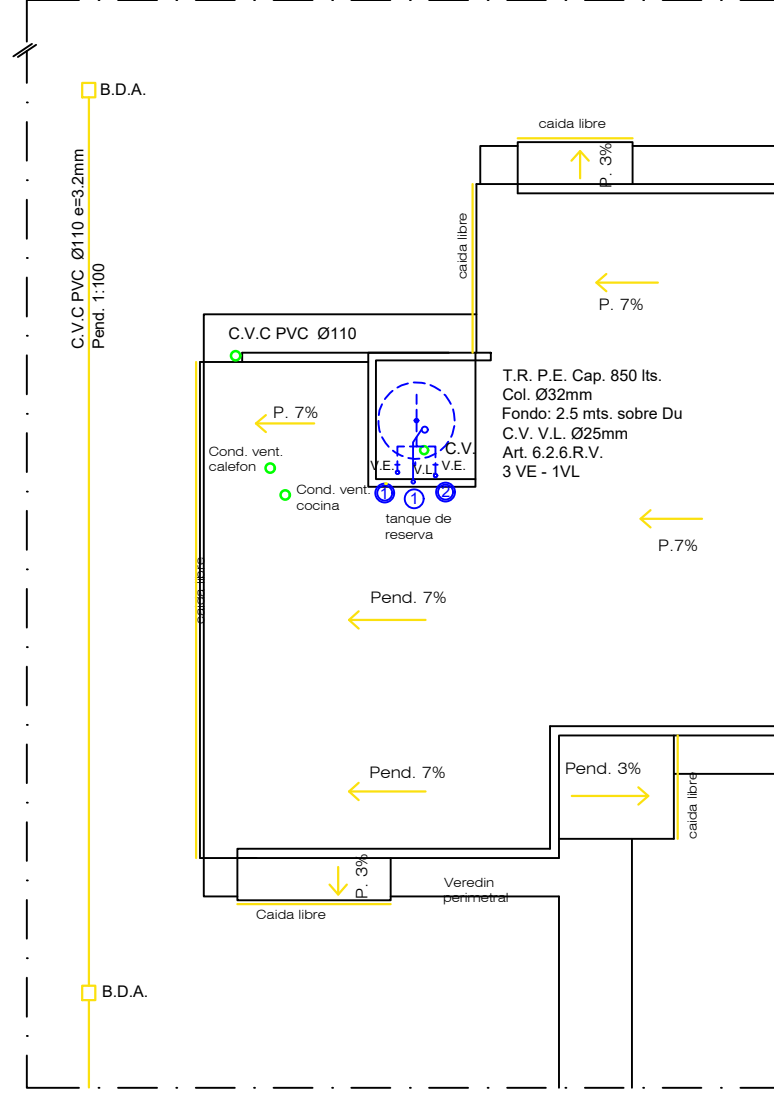 B.D.A.
caida libre
P. 3%
C.V.C PVC Ø110 e=3.2mm
Pend. 1:100
caida libre
P. 7%
C.V.C PVC Ø110
T.R. P.E. Cap. 850 lts.
Col. Ø32mm
Fondo: 2.5 mts. sobre Du
C.V. V.L. Ø25mm
Art. 6.2.6.R.V.
3 VE - 1VL
P. 7%
Cond. vent.
calefon
C.V.
V.E.
V.L.
V.E.
Cond. vent.
cocina
1
1
2
tanque de
reserva
P.7%
caida libre
Pend. 7%
Pend. 7%
Pend. 3%
caida libre
P. 3%
Veredin
perimetral
Caida libre
B.D.A.